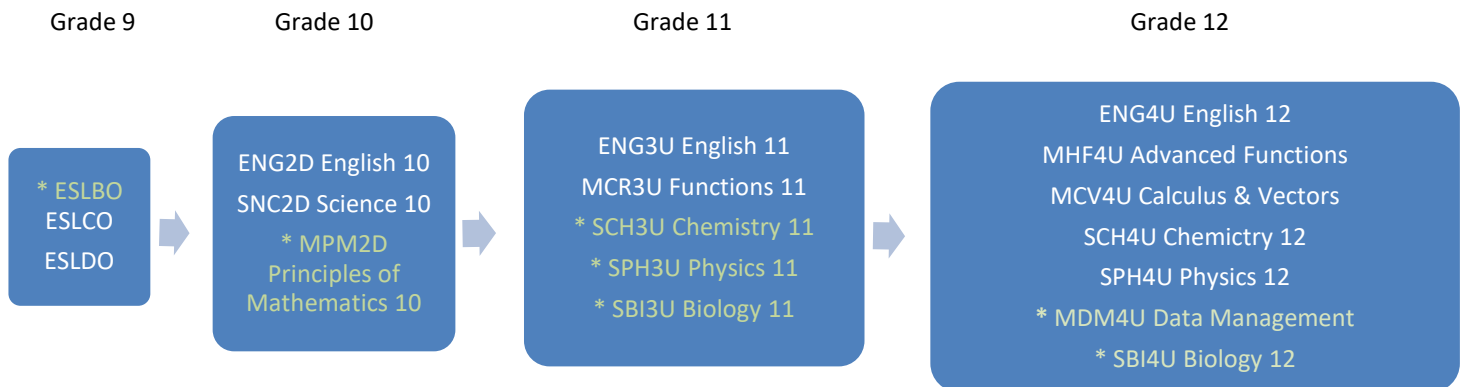 Grade 9
Grade 10
Grade 11
Grade 12
* ESLBO
ESLCO
ESLDO
ENG2D English 10
SNC2D Science 10
* MPM2D
Principles of
Mathematics 10
ENG3U English 11
MCR3U Functions 11
* SCH3U Chemistry 11
* SPH3U Physics 11
* SBI3U Biology 11
ENG4U English 12
MHF4U Advanced Functions
MCV4U Calculus & Vectors
SCH4U Chemictry 12
SPH4U Physics 12
* MDM4U Data Management
* SBI4U Biology 12